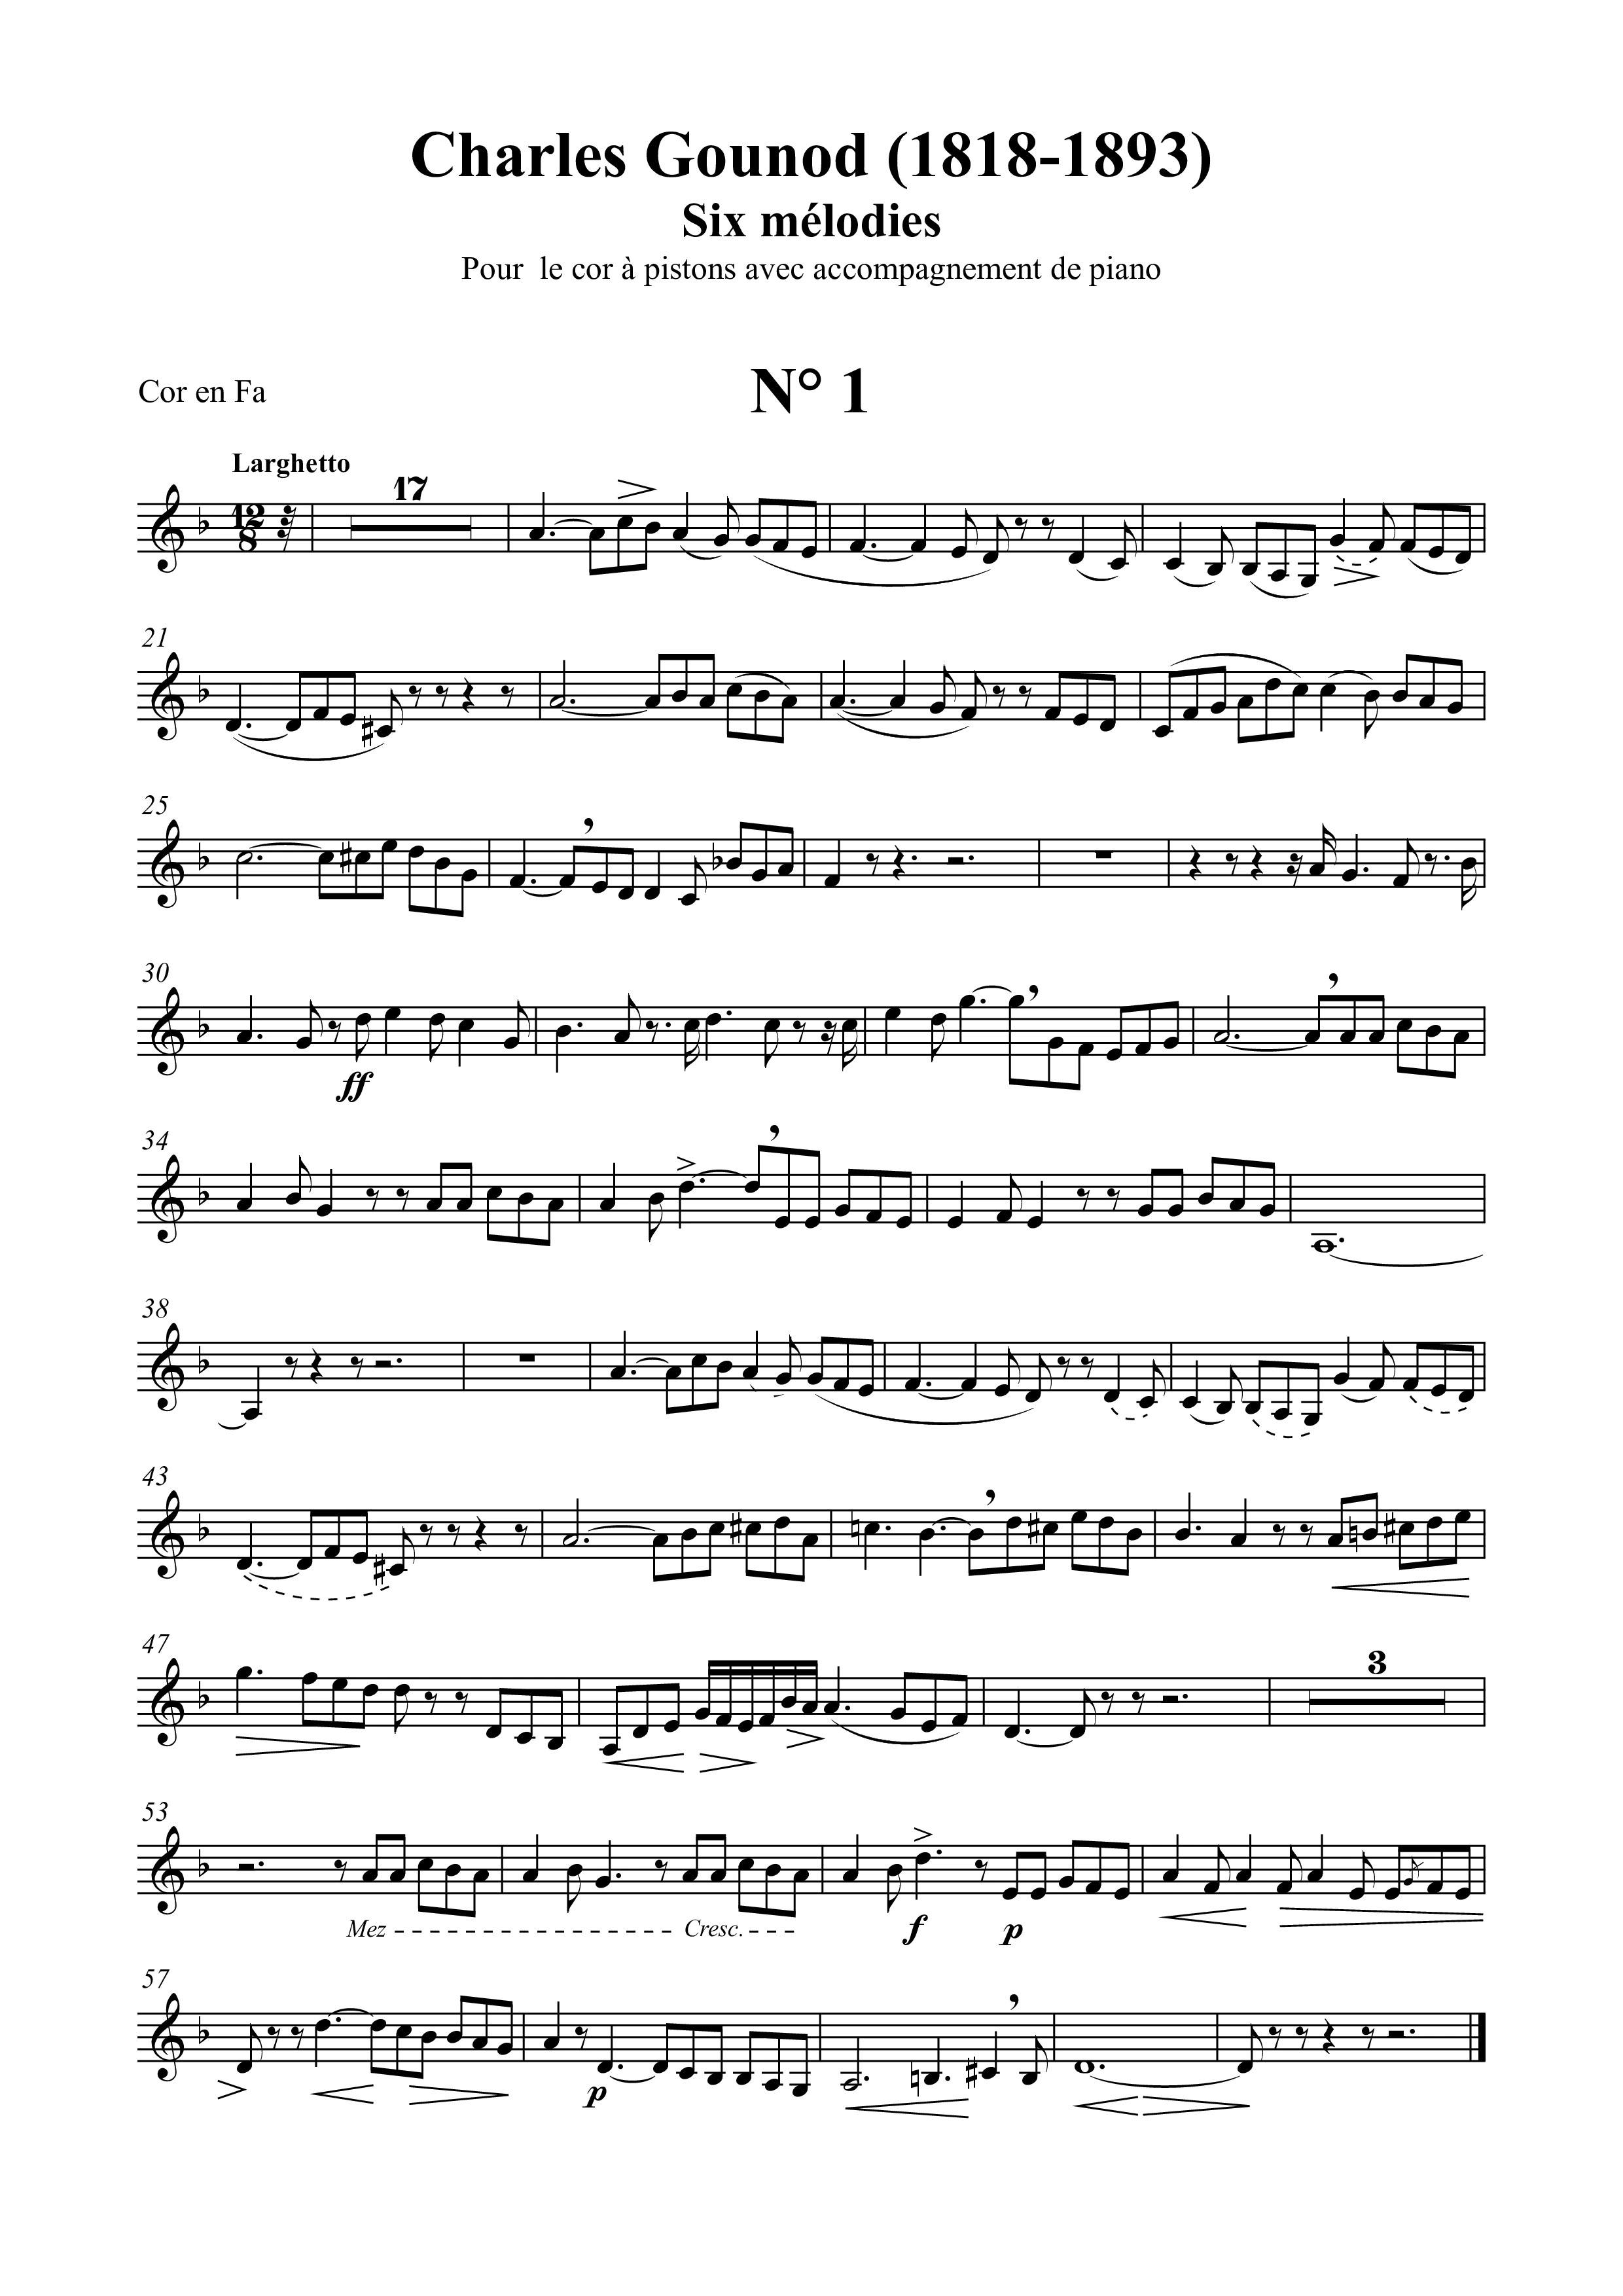 Charles Gounod (1818-1893)
Six mélodies
Pour le cor à pistons avec accompagnement de piano
Cor en Fa
N° 1
Larghetto
12
8
17
21
25
30
ff
34
38
43
47
3
53
Mez
Cresc.
f
p
57
p